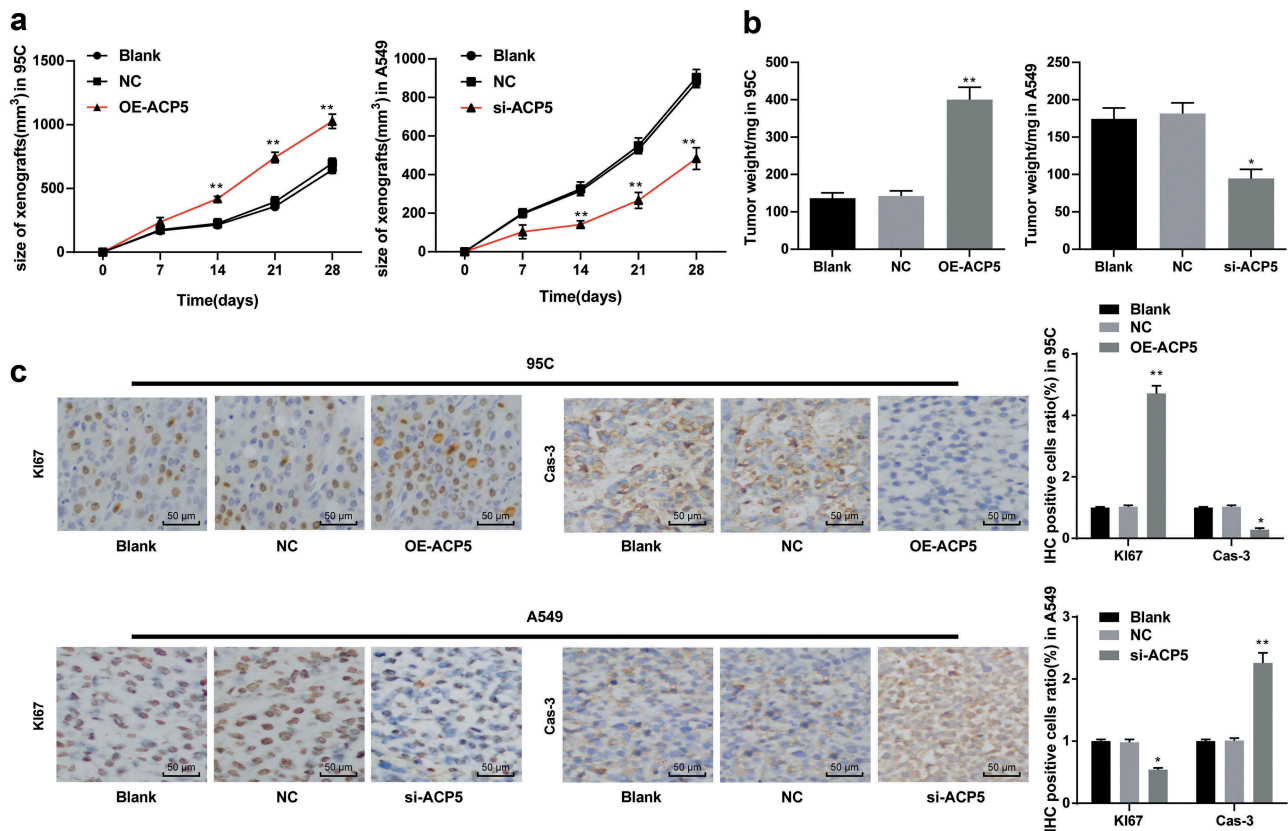 a
size of xenografts(mm³) in 95C
Blank
NC
OE-ACP5
1500
1000
500
0
**
**
**
0 7 14 21 28
Time(days)
size of xenografts(mm³) in A549
Blank
NC
si-ACP5
1000
800
600
400
200
0
**
**
**
0 7 14 21 28
Time(days)
b
Tumor weight/mg in 95C
500
400
300
200
100
0
**
Blank NC OE-ACP5
Tumor weight/mg in A549
200
150
100
50
0
*
Blank NC si-ACP5
c
95C
KI67
50 μm 50 μm 50 μm
Blank NC OE-ACP5
Cas-3
50 μm 50 μm 50 μm
Blank NC OE-ACP5
Blank
NC
OE-ACP5
IHC positive cells ratio(%) in 95C
6
4
2
0
**
*
KI67 Cas-3
A549
KI67
50 μm 50 μm 50 μm
Blank NC si-ACP5
Cas-3
50 μm 50 μm 50 μm
Blank NC si-ACP5
IHC positive cells ratio(%) in A549
Blank
NC
si-ACP5
3
2
1
0
*
**
KI67 Cas-3